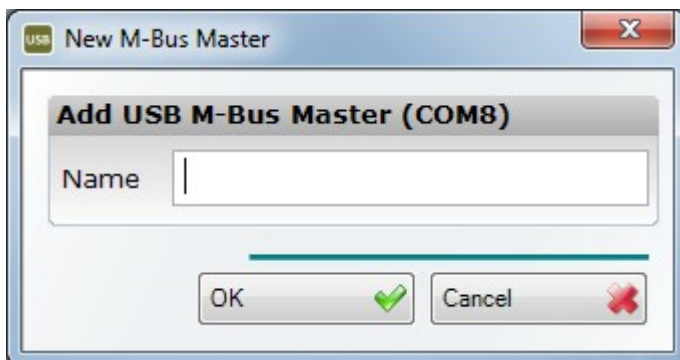 USB New M-Bus Master
Add USB M-Bus Master (COM8)
Name
OK Cancel